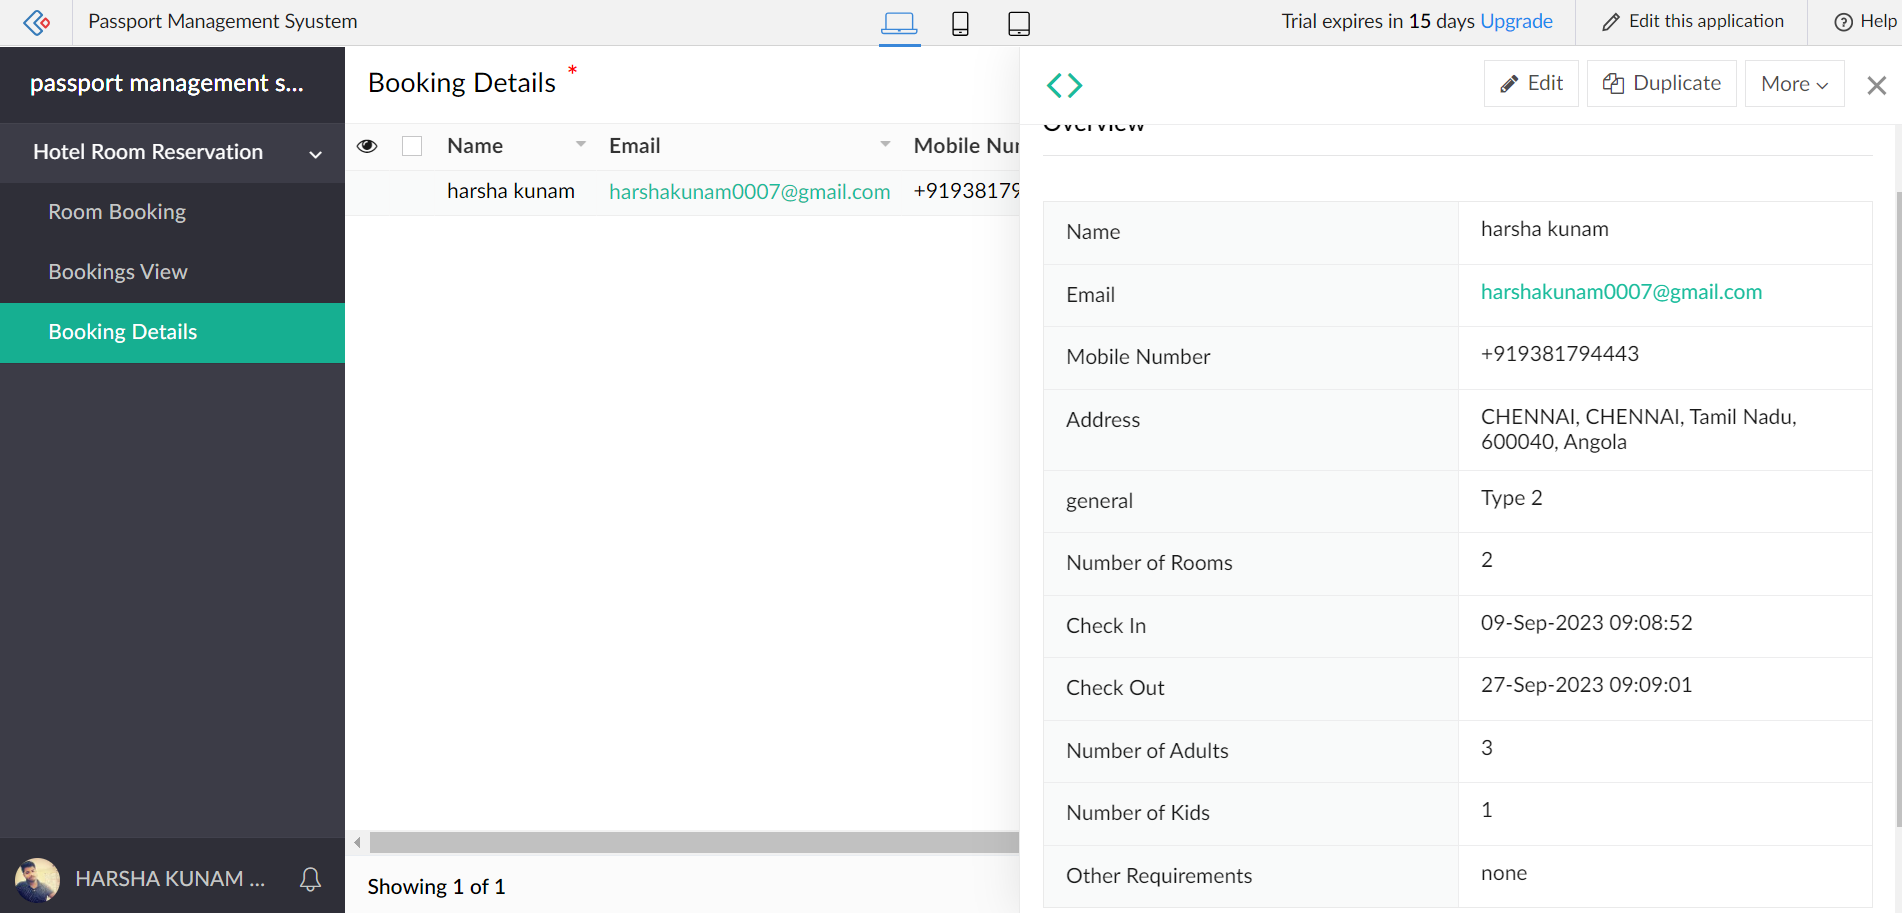 Passport Management Syustem
Trial expires in 15 days Upgrade
Edit this application
Help
passport management s...
Hotel Room Reservation
Room Booking
Bookings View
Booking Details
HARSHA KUNAM ...
Booking Details *
Name Email Mobile Nur
harsha kunam harshakunam0007@gmail.com +91938179
Showing 1 of 1
Edit
Duplicate
More
Overview
Name harsha kunam
Email harshakunam0007@gmail.com
Mobile Number +919381794443
Address CHENNAI, CHENNAI, Tamil Nadu,
600040, Angola
general Type 2
Number of Rooms 2
Check In 09-Sep-2023 09:08:52
Check Out 27-Sep-2023 09:09:01
Number of Adults 3
Number of Kids 1
Other Requirements none